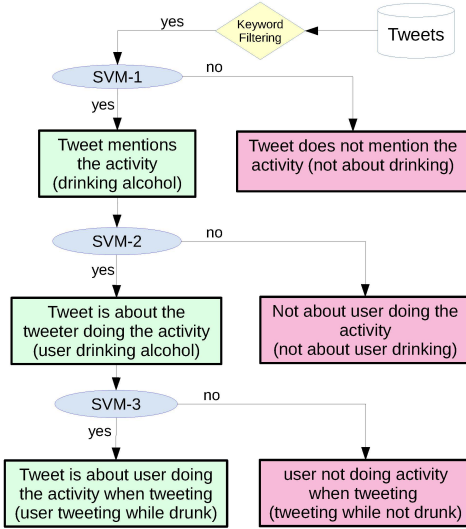 yes
Keyword
Filtering
Tweets
SVM-1
no
yes
Tweet mentions
the activity
(drinking alcohol)
Tweet does not mention the
activity (not about drinking)
SVM-2
no
yes
Tweet is about the
tweeter doing the activity
(user drinking alcohol)
Not about user doing the
activity
(not about user drinking)
SVM-3
no
yes
Tweet is about user doing
the activity when tweeting
(user tweeting while drunk)
user not doing activity
when tweeting
(tweeting while not drunk)